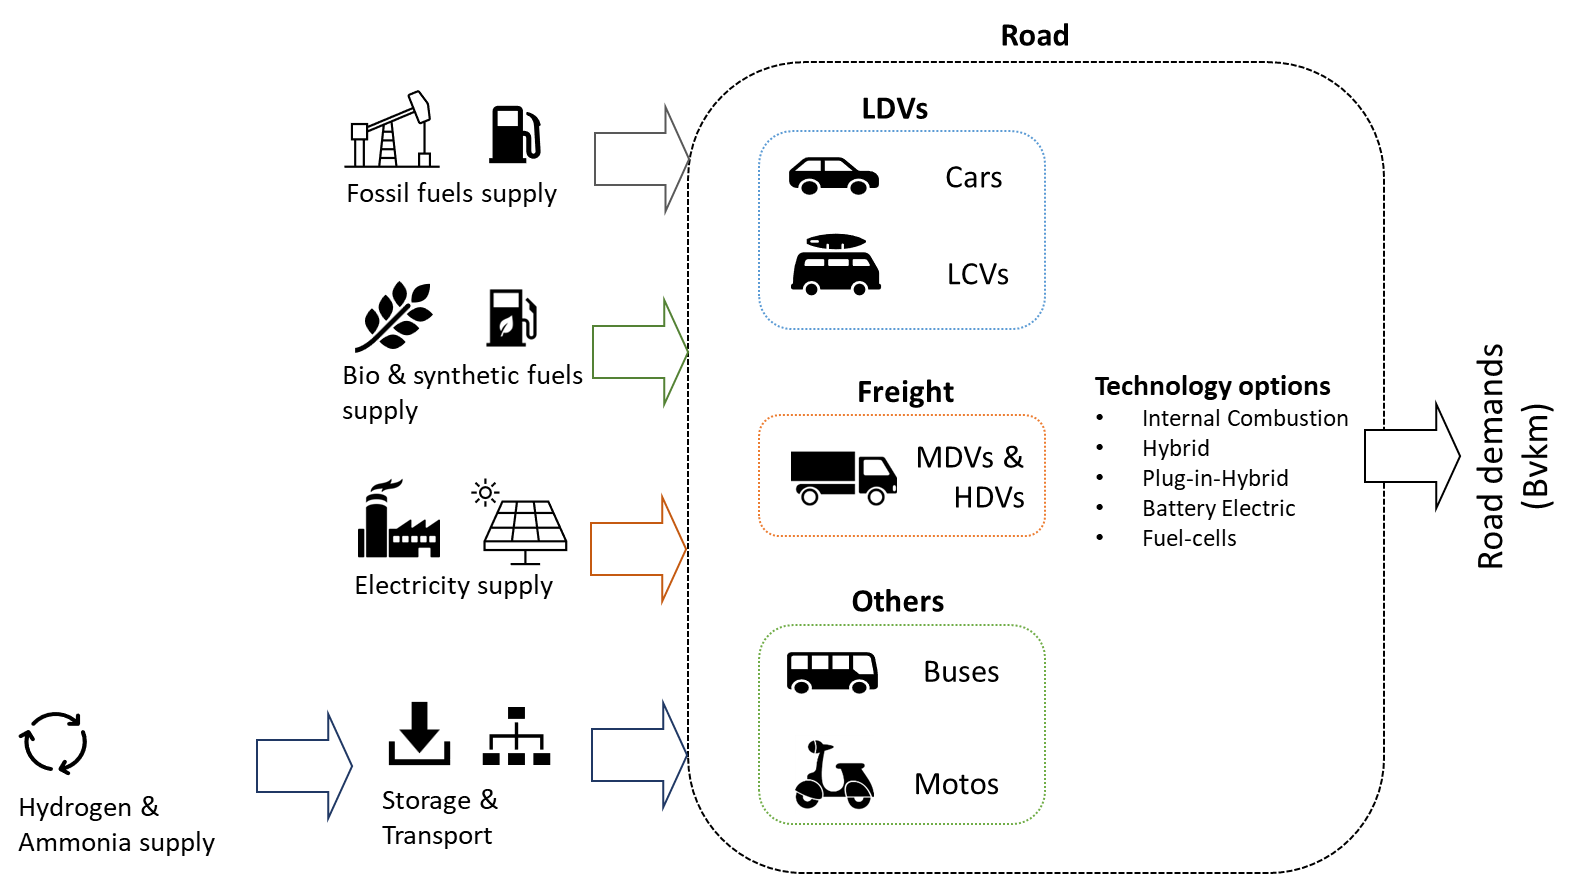 Road
LDVs
Cars
LCVs
Fossil fuels supply
Bio & synthetic fuels
supply
Freight
MDVs &
HDVs
Technology options
• Internal Combustion
• Hybrid
• Plug-in-Hybrid
• Battery Electric
• Fuel-cells
Road demands
(Bvkm)
Electricity supply
Others
Buses
Motos
Hydrogen &
Ammonia supply
Storage &
Transport